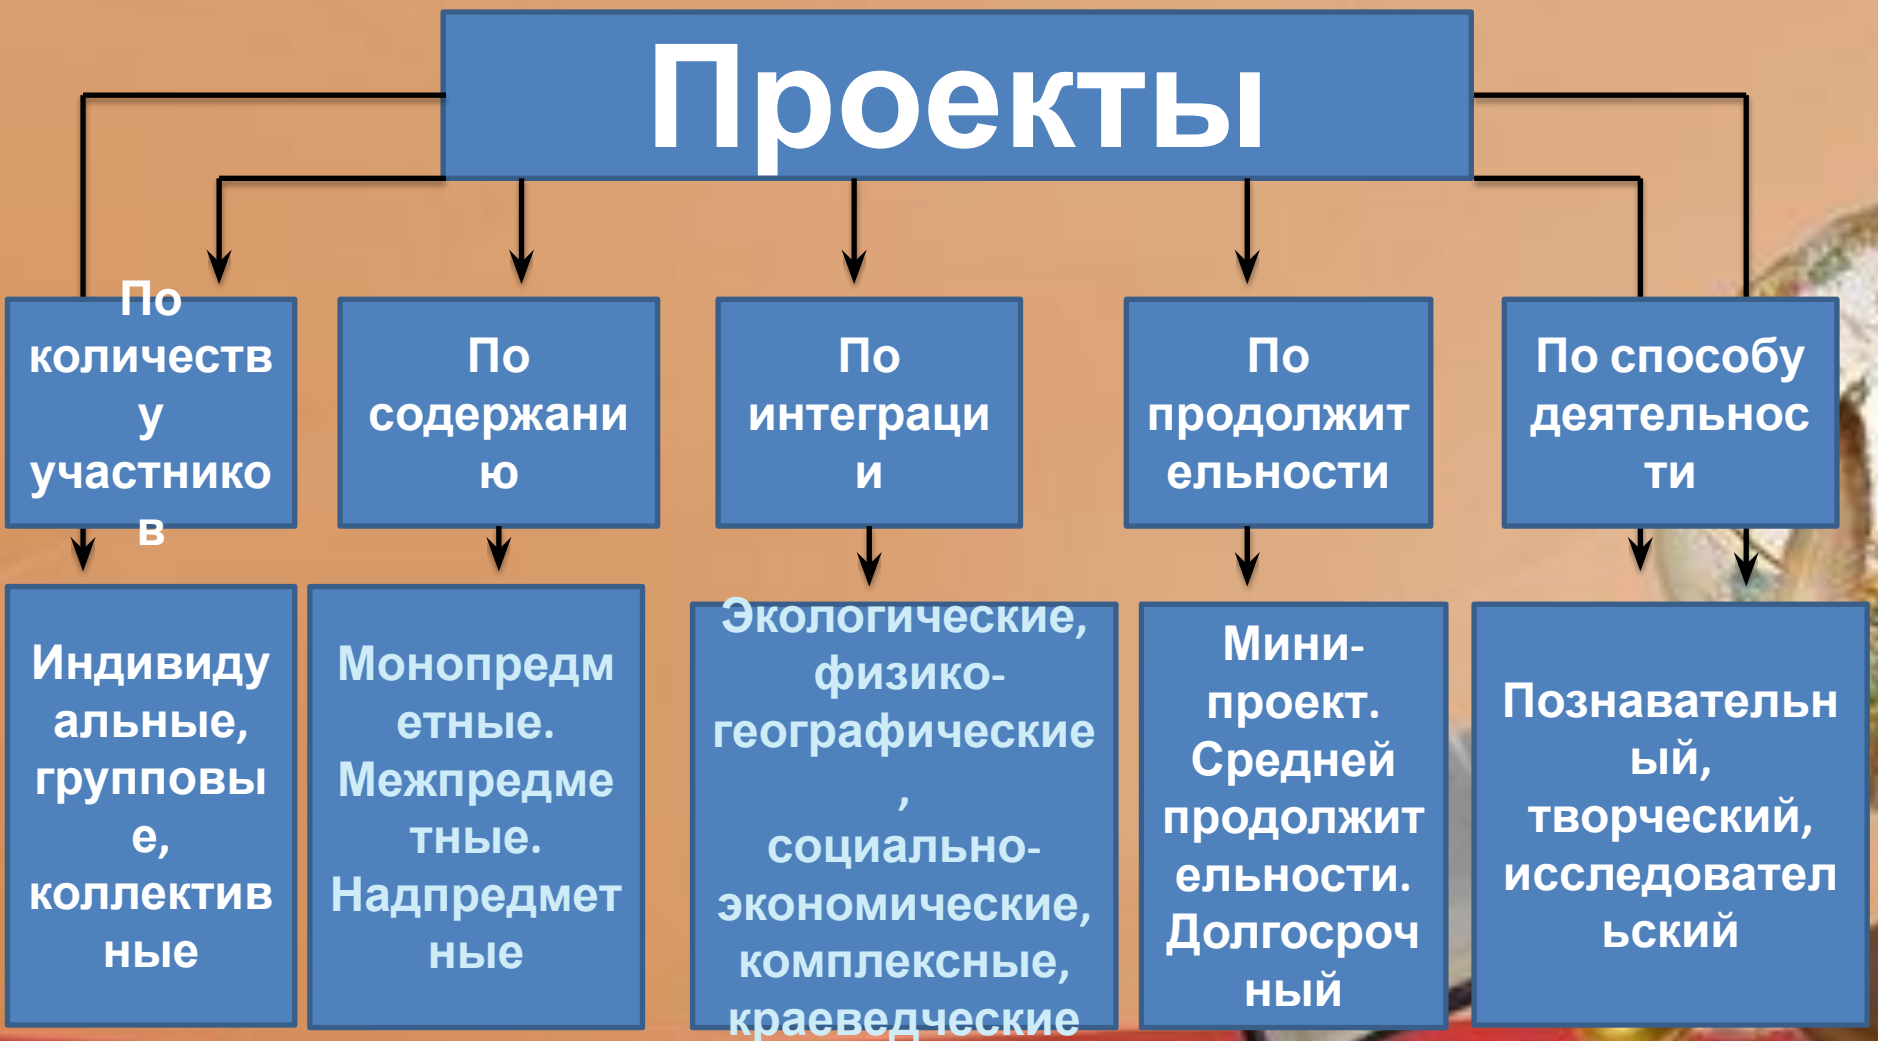 Проекты
По
количеств
у
участнико
в
По
содержани
ю
По
интеграци
и
По
продолжит
ельности
По способу
деятельнос
ти
Индивиду
альные,
групповы
е,
коллектив
ные
Монопредм
етные.
Межпредме
тные.
Надпредмет
ные
Экологические,
физико-
географические
,
социально-
экономические,
комплексные,
краеведческие
Мини-
проект.
Средней
продолжит
ельности.
Долгосроч
ный
Познавательн
ый,
творческий,
исследовател
ьский